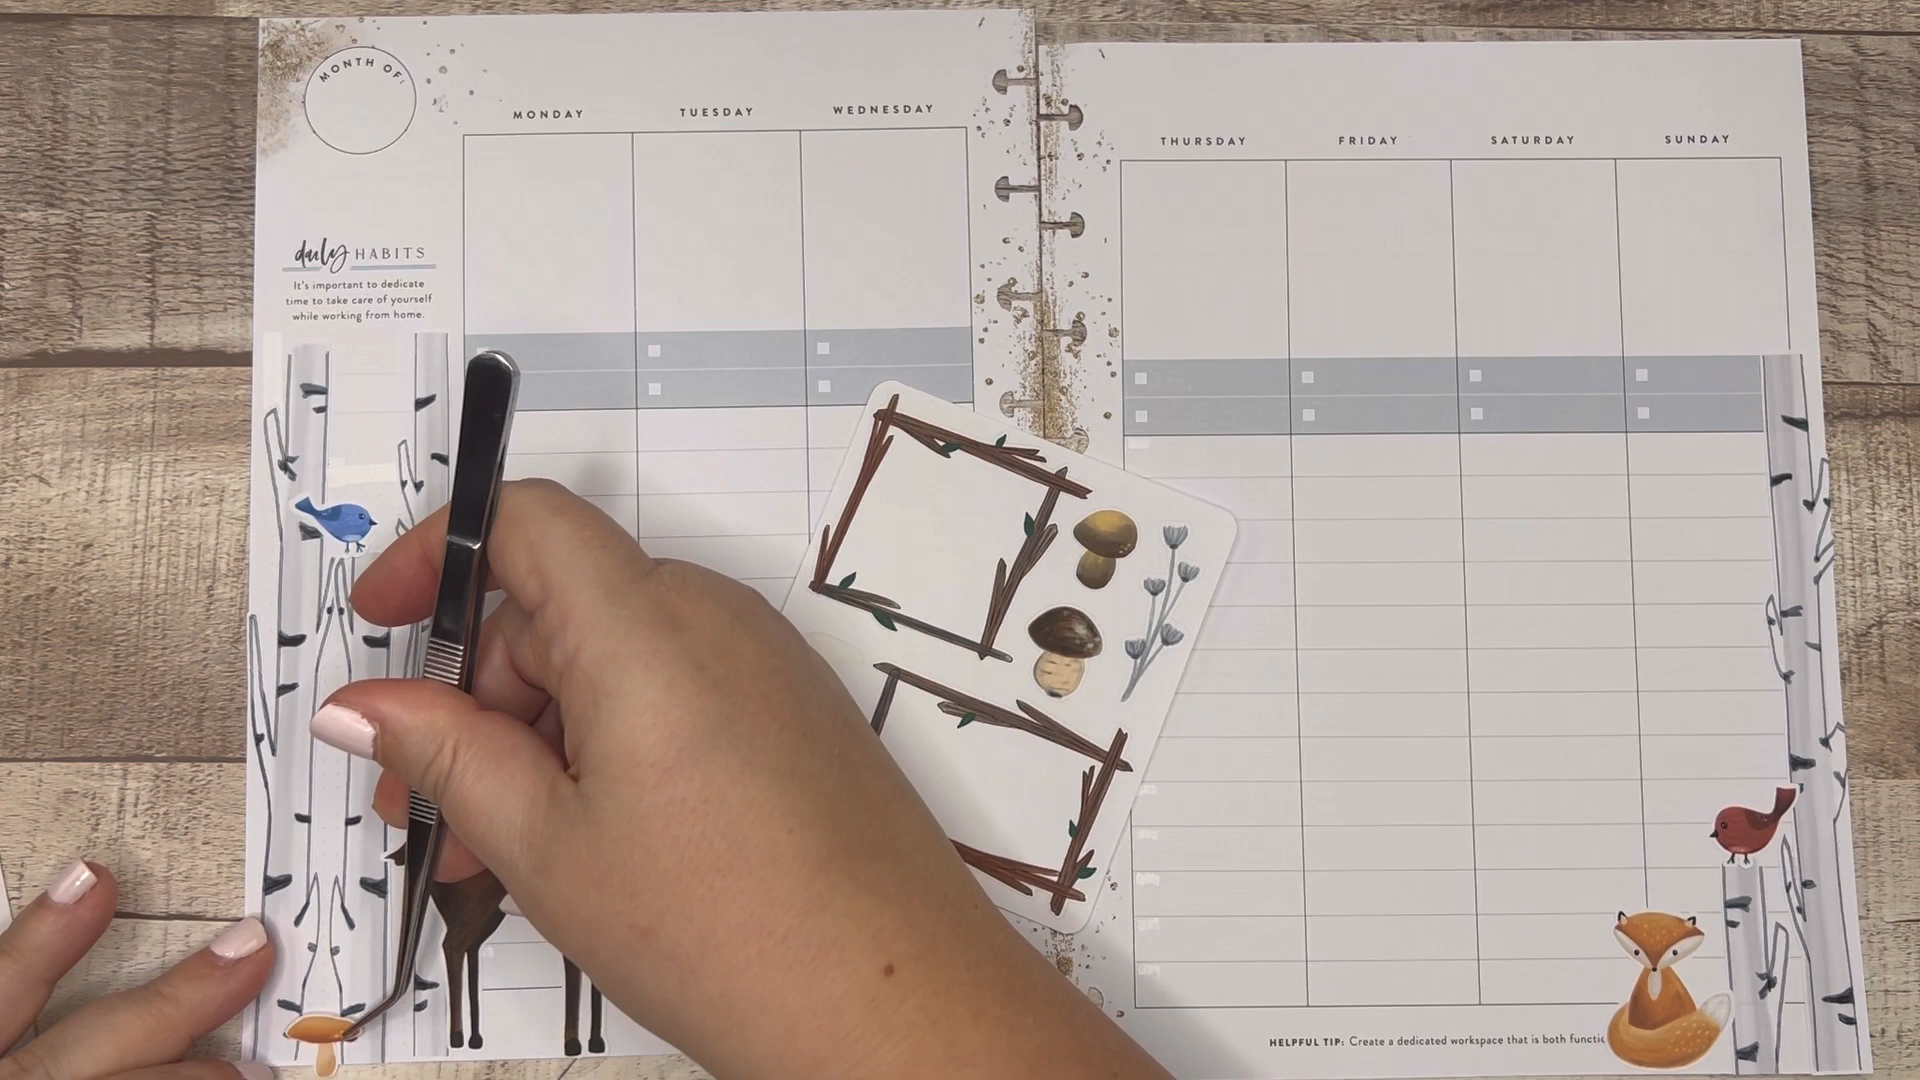 MONTH OF:
MONDAY
TUESDAY
WEDNESDAY
THURSDAY
FRIDAY
SATURDAY
SUNDAY
daily HABITS
It's important to dedicate
time to take care of yourself
while working from home.
HELPFUL TIP: Create a dedicated workspace that is both